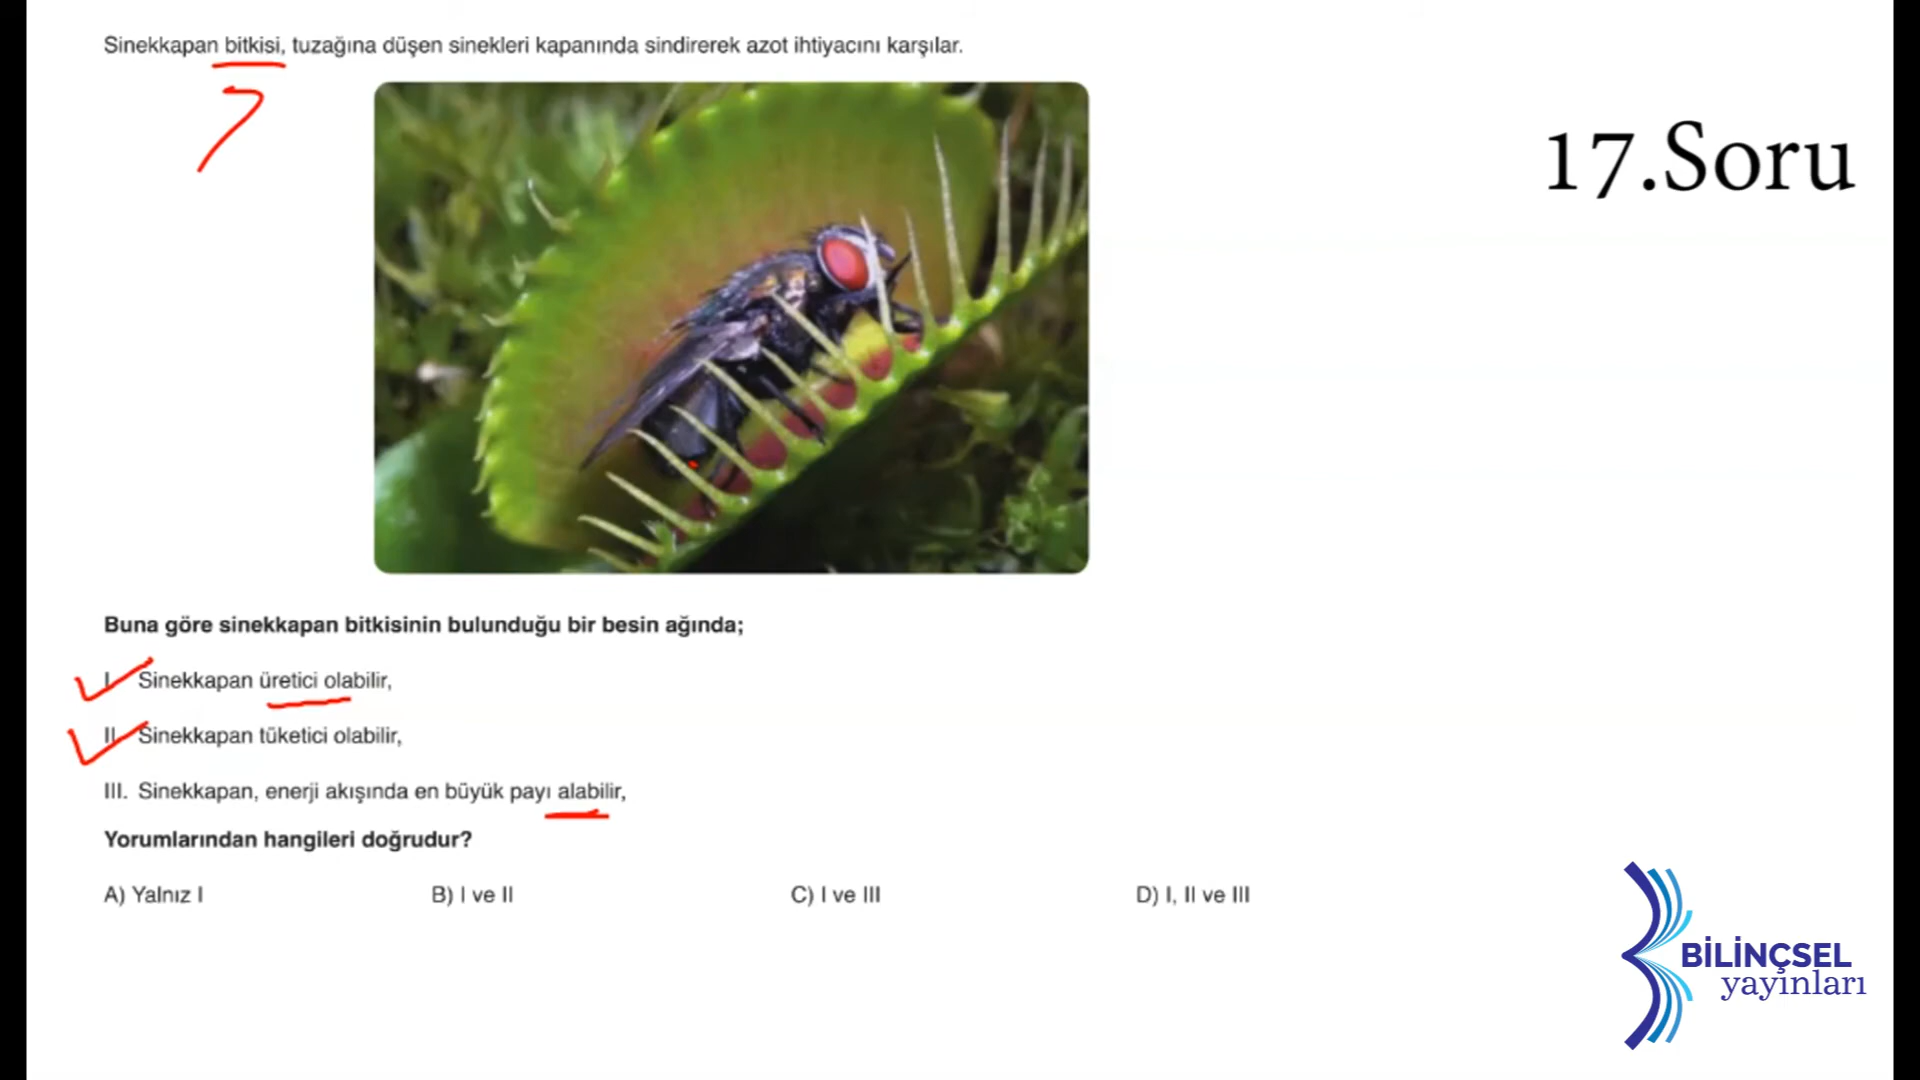 Sinekkapan bitkisi, tuzağına düşen sinekleri kapanında sindirerek azot ihtiyacını karşılar.
17.Soru
Buna göre sinekkapan bitkisinin bulunduğu bir besin ağında;
I. Sinekkapan üretici olabilir,
II. Sinekkapan tüketici olabilir,
III. Sinekkapan, enerji akışında en büyük payı alabilir,
Yorumlarından hangileri doğrudur?
A) Yalnız I B) I ve II C) I ve III D) I, II ve III
BİLİNÇSEL
yayınları